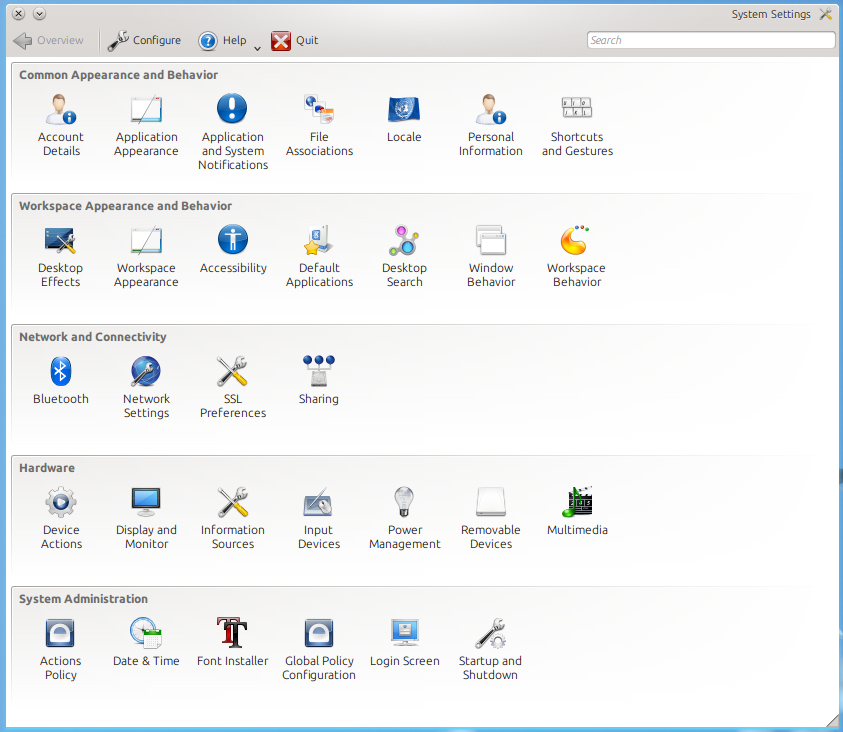 System Settings
Overview Configure Help Quit Search
Common Appearance and Behavior
Account Application Application File Locale Personal Shortcuts
Details Appearance and System Associations Information and Gestures
Notifications
Workspace Appearance and Behavior
Desktop Workspace Accessibility Default Desktop Window Workspace
Effects Appearance Applications Search Behavior Behavior
Network and Connectivity
Bluetooth Network SSL Sharing
Settings Preferences
Hardware
Device Display and Information Input Power Removable Multimedia
Actions Monitor Sources Devices Management Devices
System Administration
Actions Date & Time Font Installer Global Policy Login Screen Startup and
Policy Configuration Shutdown